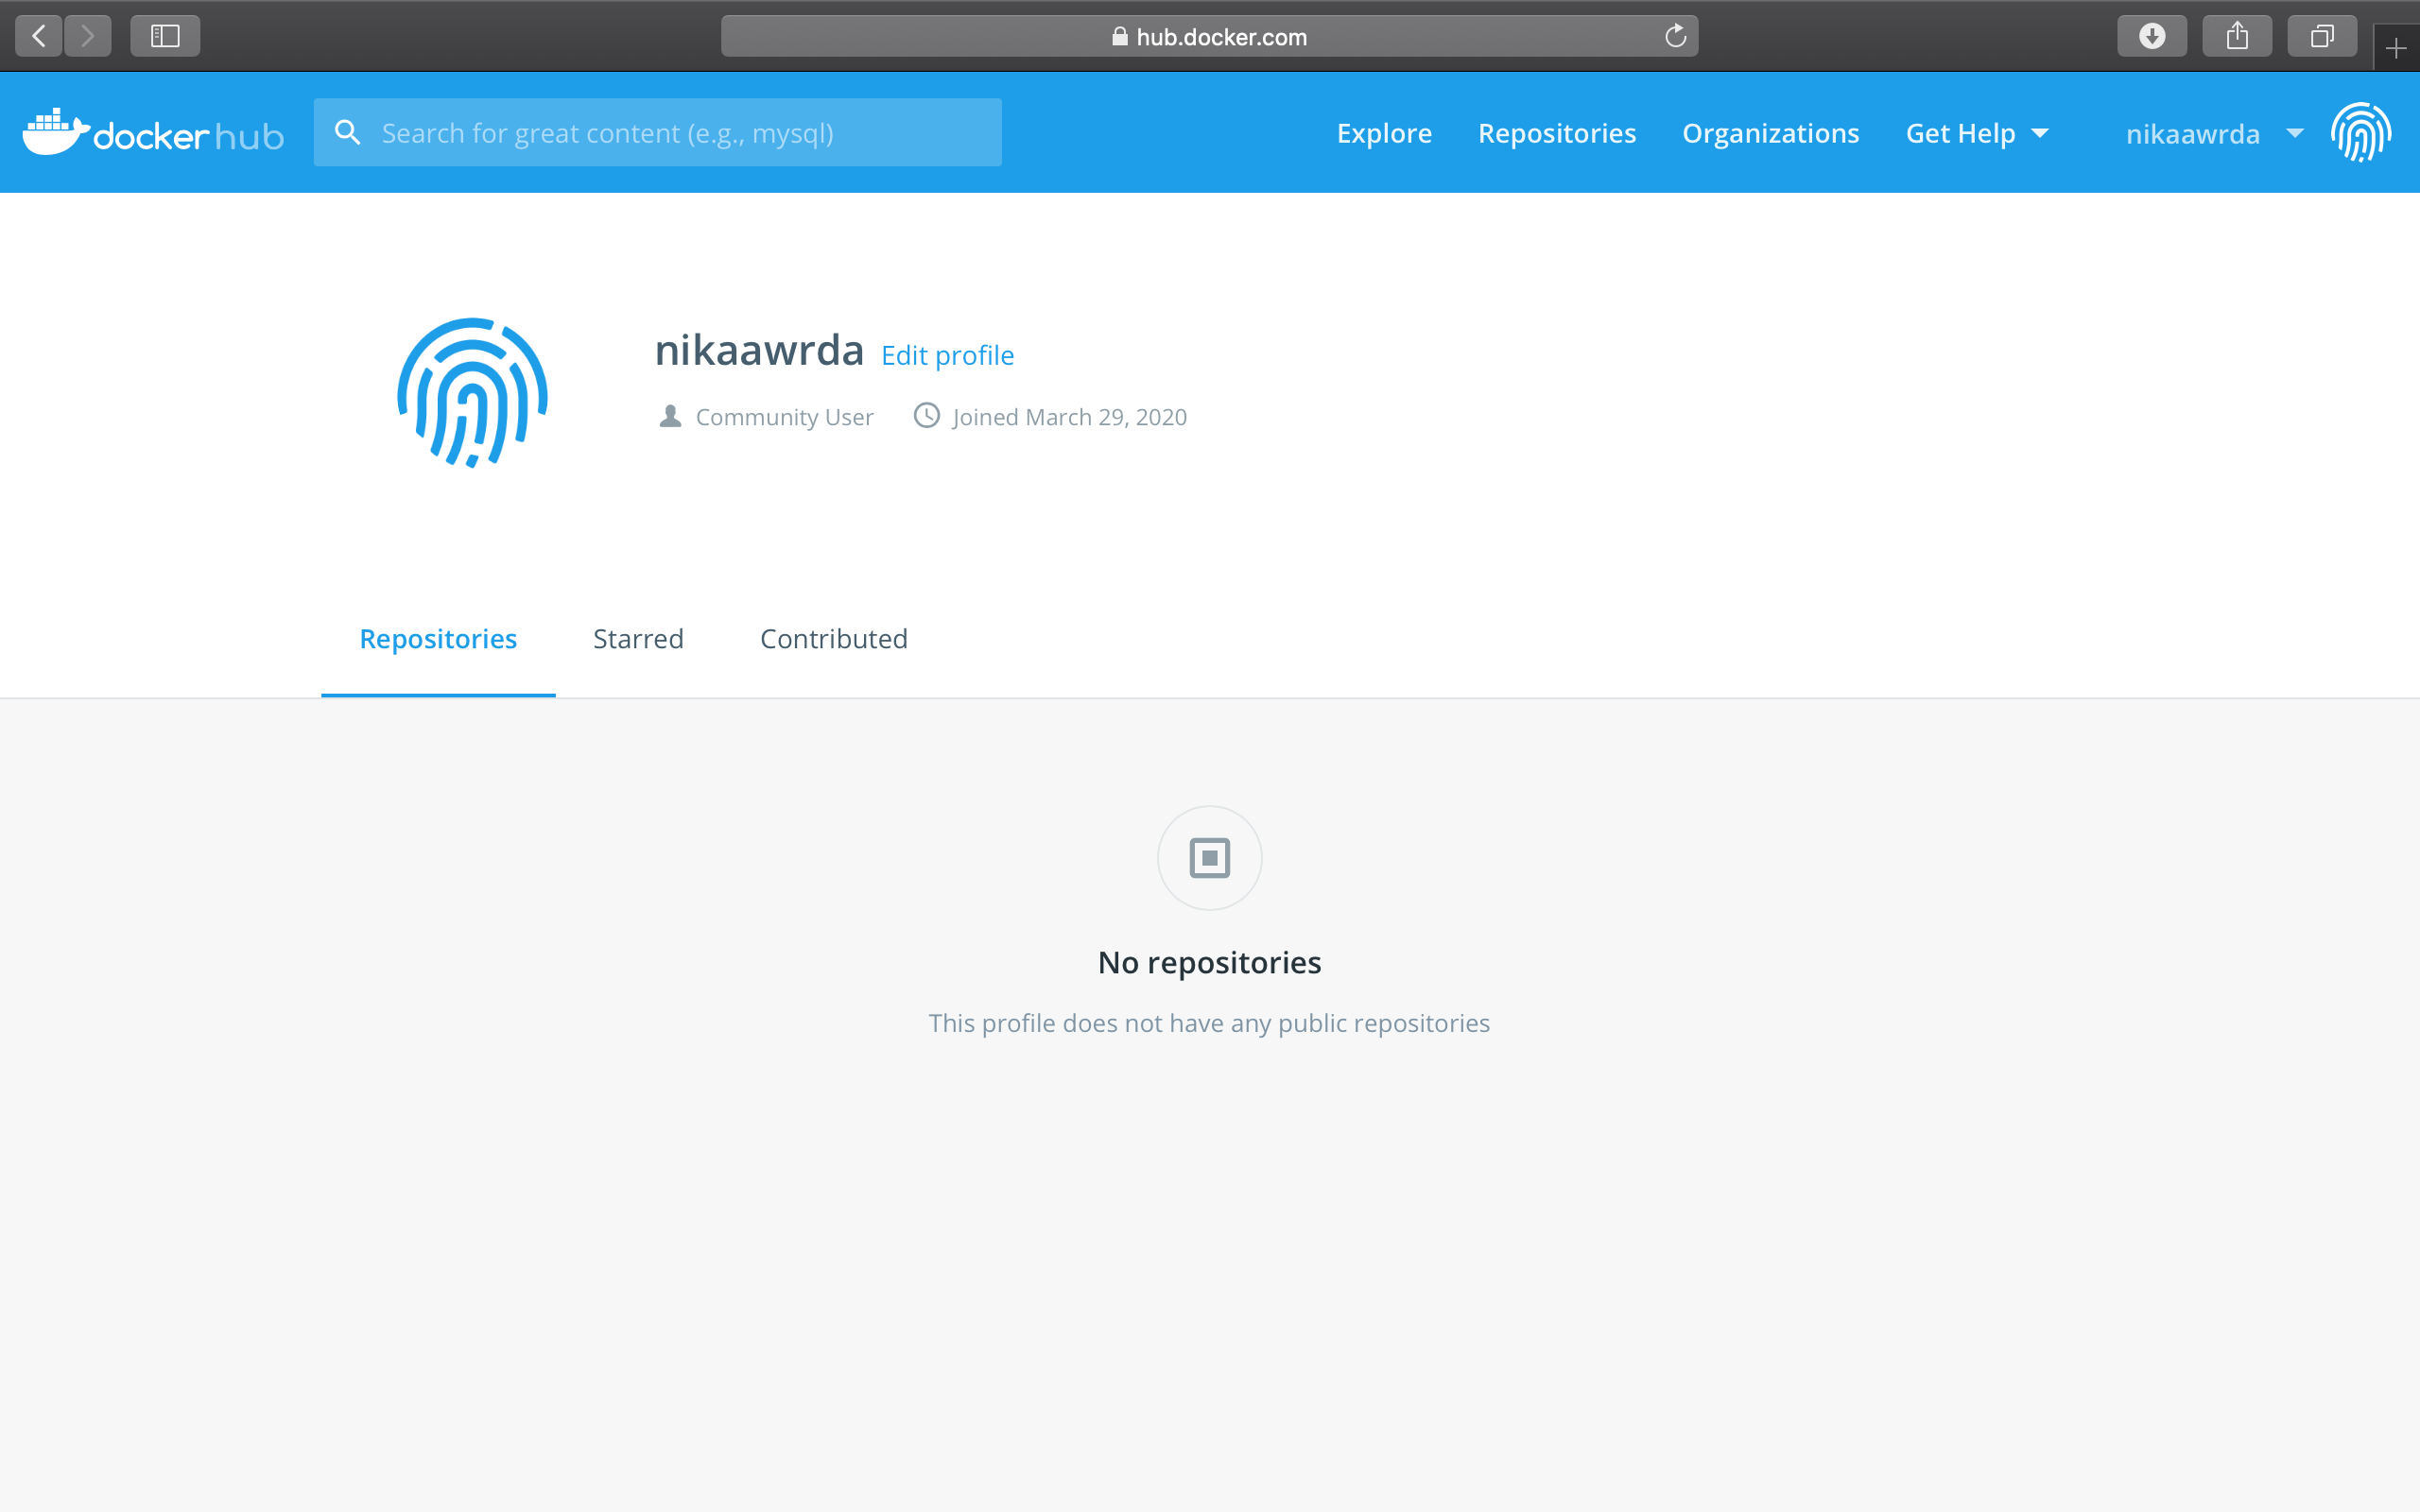 hub.docker.com
docker hub
Search for great content (e.g., mysql)
Explore
Repositories
Organizations
Get Help
nikaawrda
nikaawrda Edit profile
Community User Joined March 29, 2020
Repositories Starred Contributed
No repositories
This profile does not have any public repositories